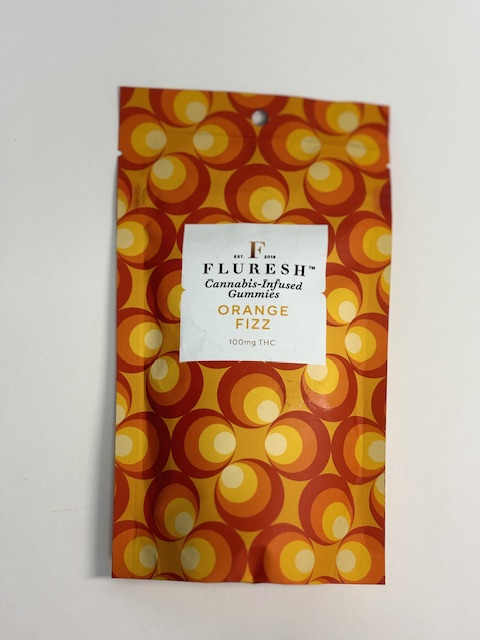 F
EST. 2018
FLURESH™
Cannabis-Infused
Gummies
ORANGE
FIZZ
100mg THC